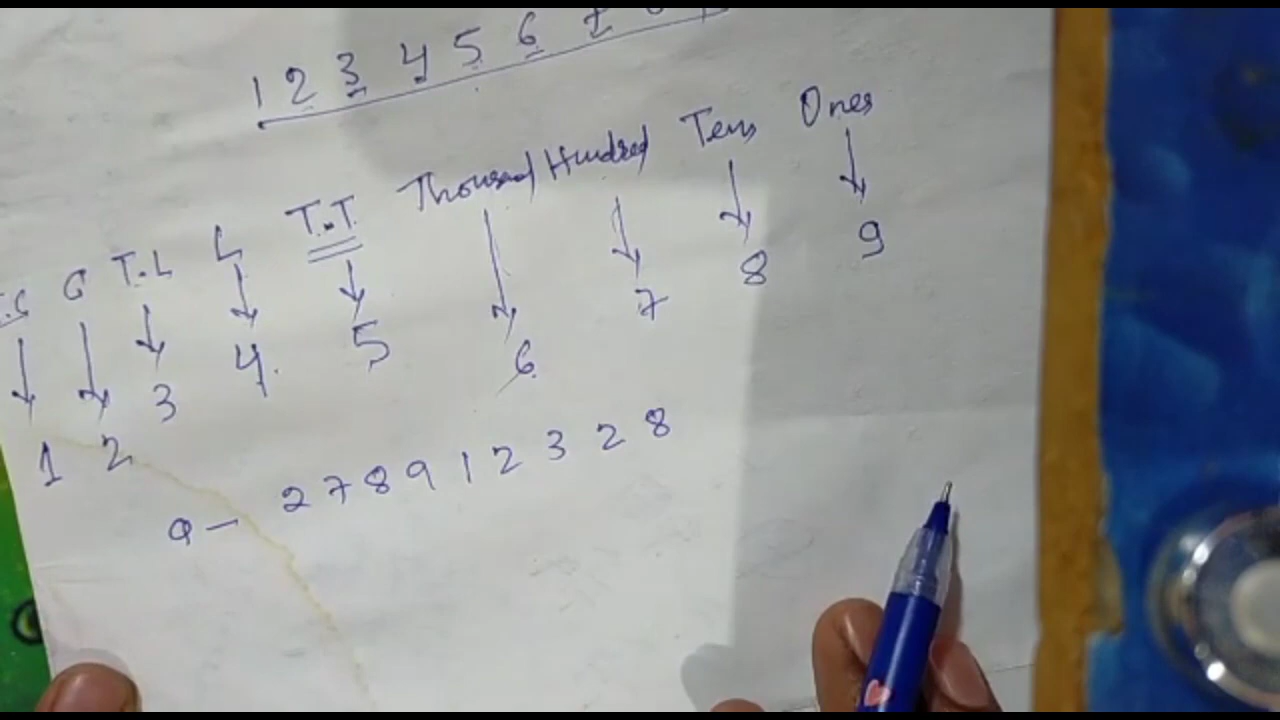 1 2 3 4 5 6 7
T.C C T.L L T.T. Thousand Hundred Tens Ones
1 2 3 4. 5 6 7 8 9
Q- 2 7 8 9 1 2 3 2 8